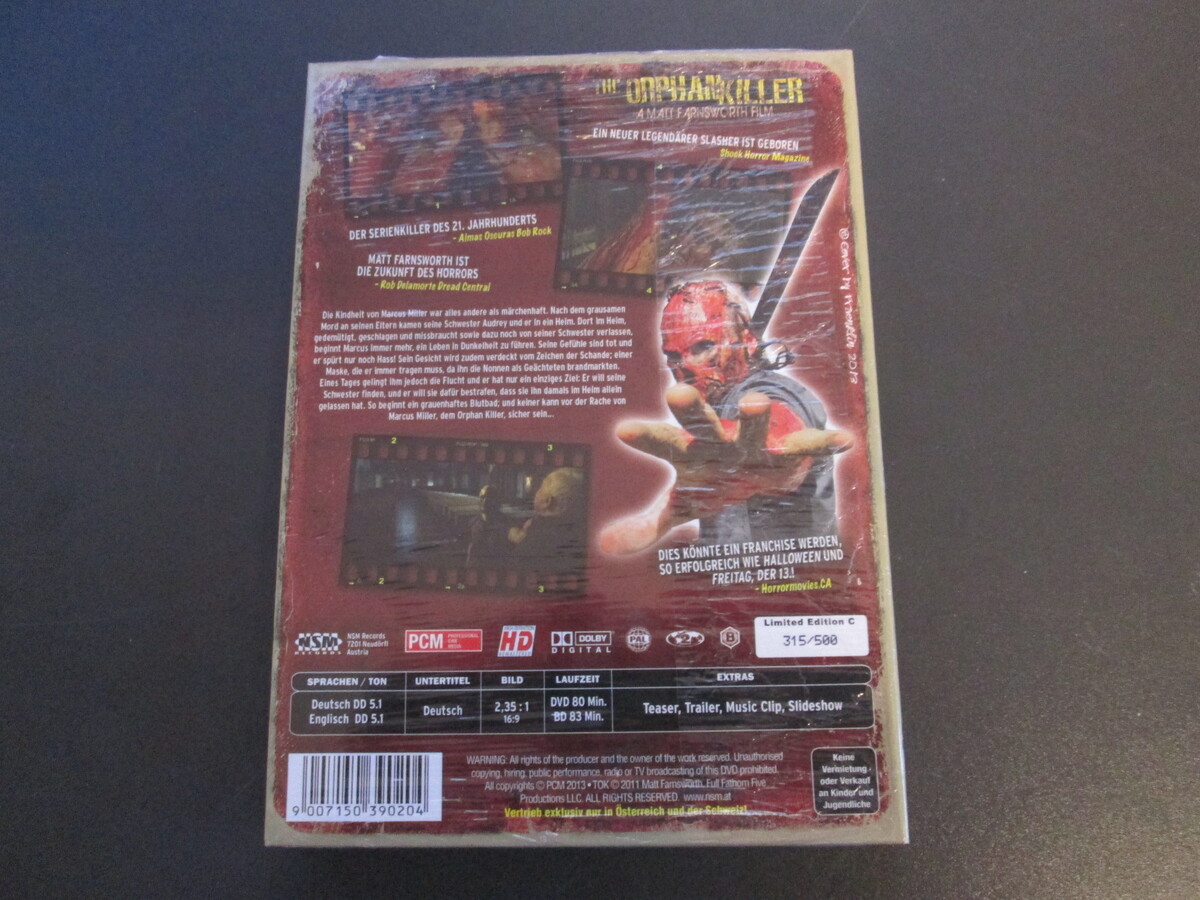 THE ORPHAN KILLER
A MATT FARNSWORTH FILM
EIN NEUER LEGENDÄRER SLASHER IST GEBOREN
Shock Horror Magazine
DER SERIENKILLER DES 21. JAHRHUNDERTS
- Almas Oscuras Bob Rock
MATT FARNSWORTH IST
DIE ZUKUNFT DES HORRORS
- Rob Delamorte Dread Central
Die Kindheit von Marcus Miller war alles andere als märchenhaft. Nach dem grausamen
Mord an seinen Eltern kamen seine Schwester Audrey und er in ein Heim. Dort im Heim,
gedemütigt, geschlagen und missbraucht sowie dazu noch von seiner Schwester verlassen,
beginnt Marcus immer mehr, ein Leben in Dunkelheit zu führen. Seine Gefühle sind tot und
er spürt nur noch Hass! Sein Gesicht wird zudem verdeckt vom Zeichen der Schande; einer
Maske, die er immer tragen muss, da ihn die Nonnen als Geächteten brandmarkten.
Eines Tages gelingt ihm jedoch die Flucht und er hat nur ein einziges Ziel: Er will seine
Schwester finden, und er will sie dafür bestrafen, dass sie ihn damals im Heim allein
gelassen hat. So beginnt ein grauenhaftes Blutbad; und keiner kann vor der Rache von
Marcus Miller, dem Orphan Killer, sicher sein...
© cover by 2013
4
2
3
2
3
DIES KÖNNTE EIN FRANCHISE WERDEN,
SO ERFOLGREICH WIE HALLOWEEN UND
FREITAG, DER 13.!
- Horrormovies.CA
NSM
RECORDS
NSM Records
7201 Neudörfl
Austria
PCM
HD
DOLBY
DIGITAL
PAL
2
B
Limited Edition C
315/500
SPRACHEN / TON UNTERTITEL BILD LAUFZEIT EXTRAS
Deutsch DD 5.1
Englisch DD 5.1
Deutsch
2,35 : 1
16:9
DVD 80 Min.
BD 83 Min.
Teaser, Trailer, Music Clip, Slideshow
9 007150 390204
WARNING: All rights of the producer and the owner of the work reserved. Unauthorised
copying, hiring, public performance, radio or TV broadcasting of this DVD prohibited.
All copyrights © PCM 2013 • TOK © 2011 Matt Farnsworth, Full Fathom Five
Productions LLC. ALL RIGHTS RESERVED. www.nsm.at
Vertrieb exklusiv nur in Österreich und der Schweiz!
Keine
Vermietung
oder Verkauf
an Kinder und
Jugendliche